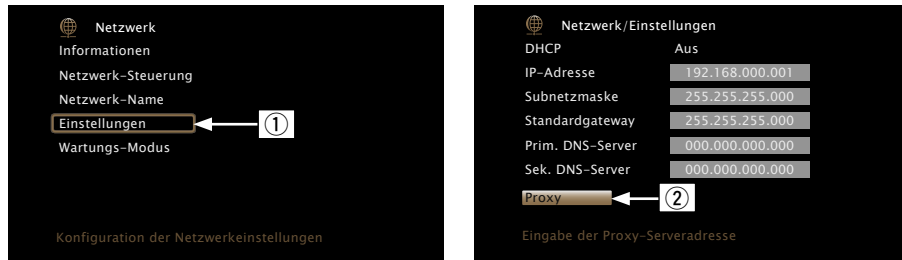 Netzwerk
Informationen
Netzwerk-Steuerung
Netzwerk-Name
Einstellungen
①
Wartungs-Modus
Konfiguration der Netzwerkeinstellungen
Netzwerk/Einstellungen
DHCP Aus
IP-Adresse 192.168.000.001
Subnetzmaske 255.255.255.000
Standardgateway 255.255.255.000
Prim. DNS-Server 000.000.000.000
Sek. DNS-Server 000.000.000.000
Proxy
②
Eingabe der Proxy-Serveradresse